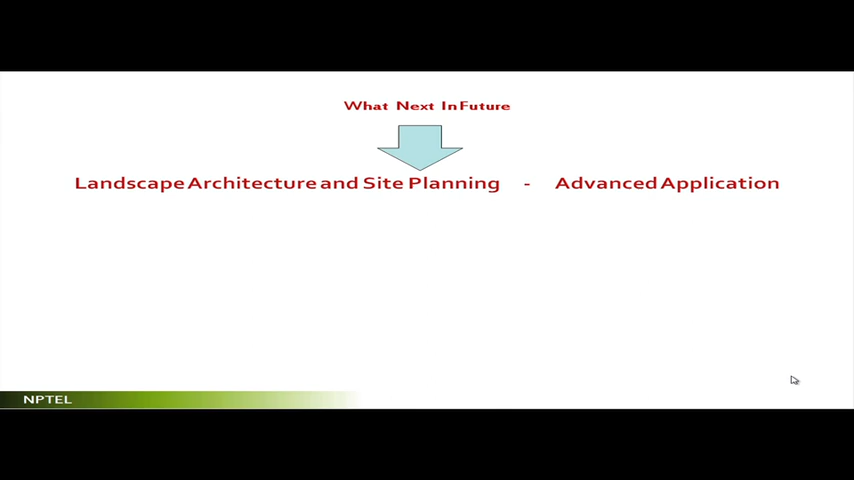 What Next In Future
Landscape Architecture and Site Planning - Advanced Application
NPTEL